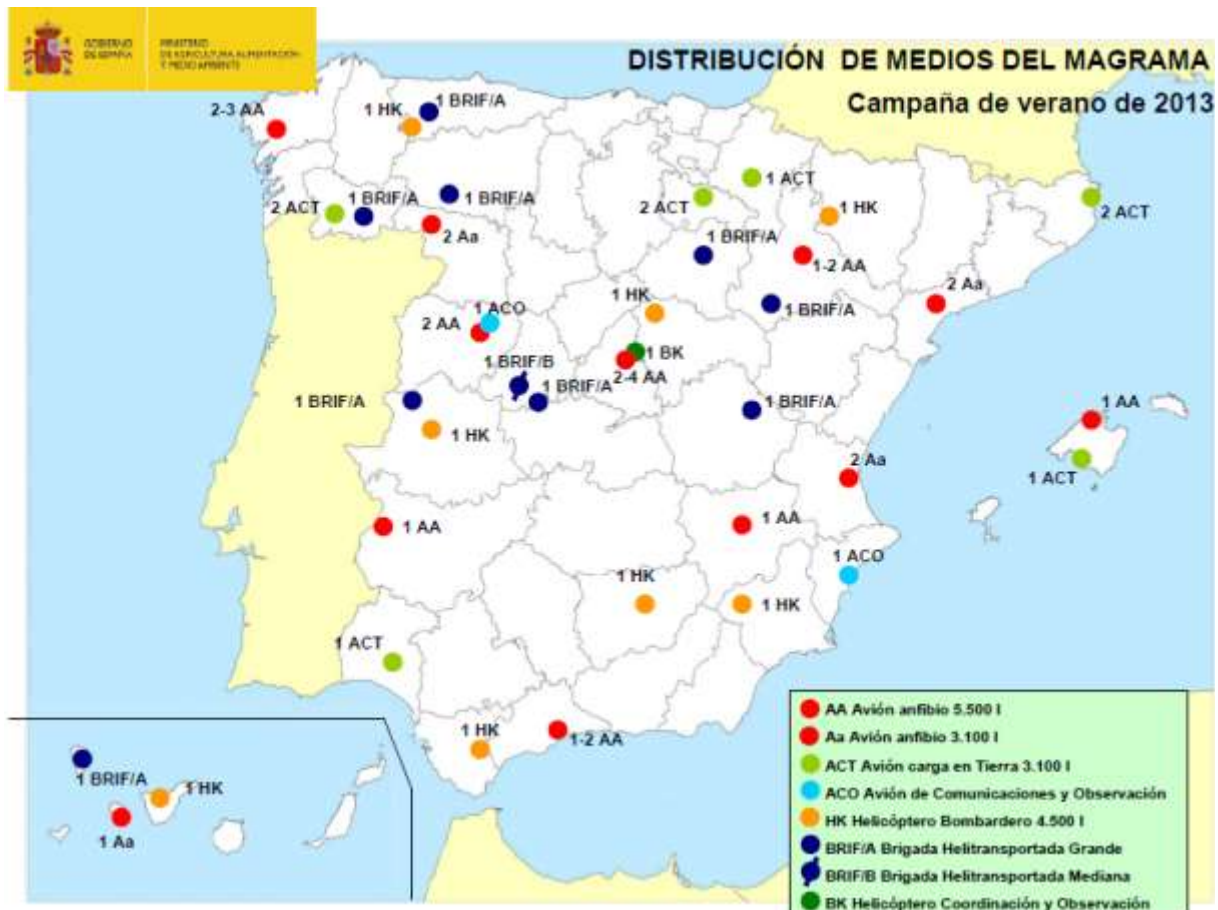 GOBIERNO
DE ESPAÑA
MINISTERIO
DE AGRICULTURA, ALIMENTACIÓN
Y MEDIO AMBIENTE
DISTRIBUCIÓN DE MEDIOS DEL MAGRAMA
Campaña de verano de 2013
2-3 AA
1 HK
1 BRIF/A
1 ACT
2 ACT
1 BRIF/A
1 BRIF/A
2 ACT
1 HK
2 ACT
2 Aa
1 BRIF/A
1-2 AA
1 HK
2 Aa
1 ACO
2 AA
1 BRIF/A
1 BRIF/B
1 BK
2-4 AA
1 BRIF/A
1 BRIF/A
1 BRIF/A
1 AA
1 HK
2 Aa
1 ACT
1 AA
1 AA
1 ACO
1 HK
1 HK
1 ACT
1 HK
1-2 AA
1 BRIF/A
1 HK
1 Aa
AA Avión anfibio 5.500 l
Aa Avión anfibio 3.100 l
ACT Avión carga en Tierra 3.100 l
ACO Avión de Comunicaciones y Observación
HK Helicóptero Bombardero 4.500 l
BRIF/A Brigada Helitransportada Grande
BRIF/B Brigada Helitransportada Mediana
BK Helicóptero Coordinación y Observación